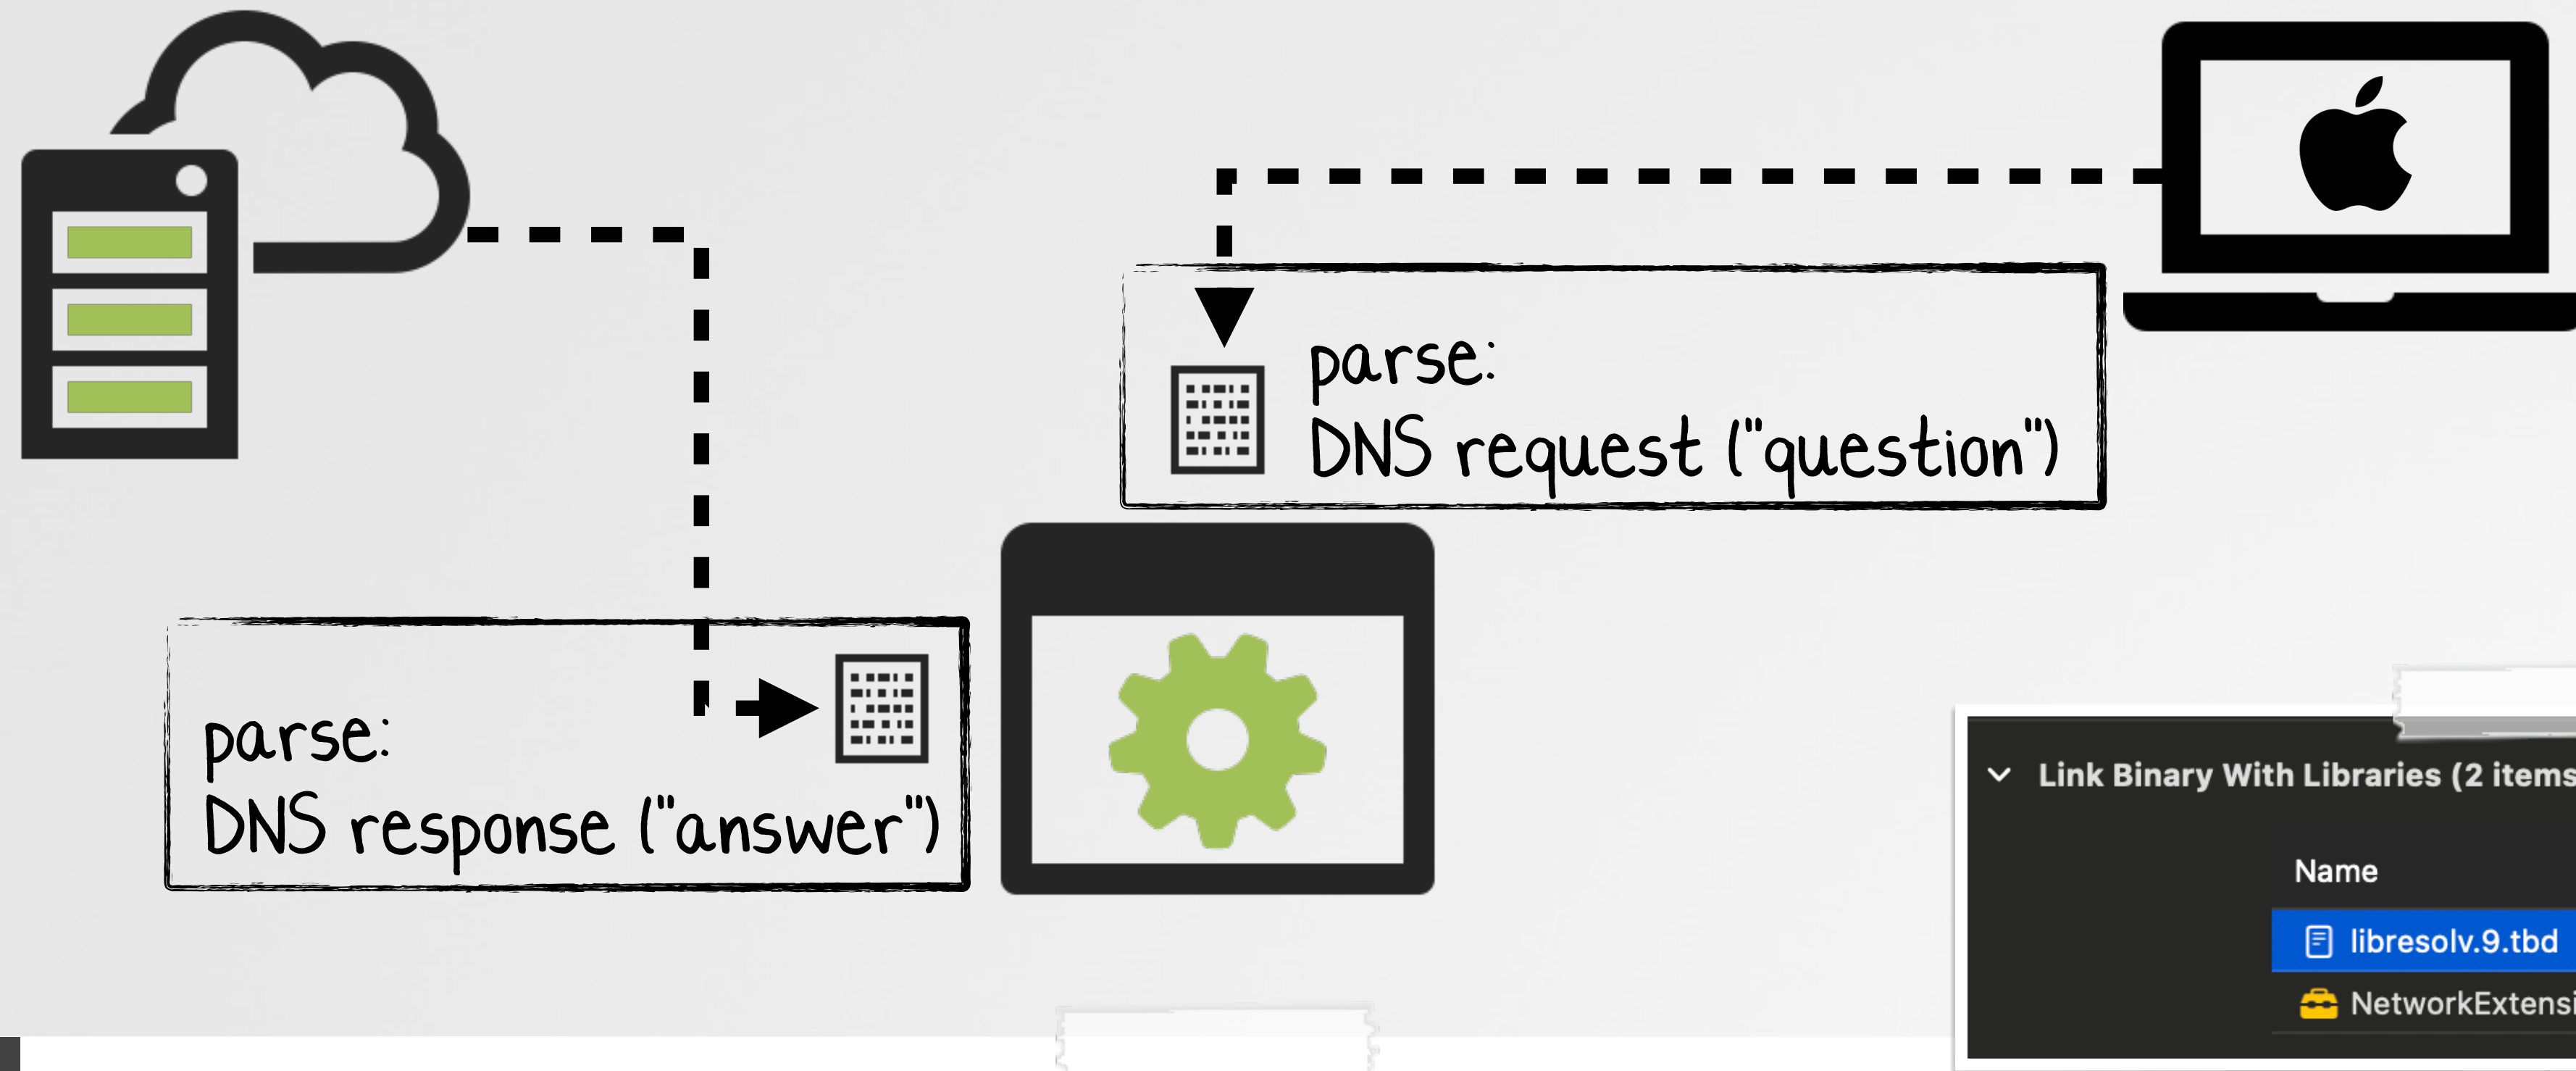 parse:
DNS request ("question")
parse:
DNS response ("answer")
Link Binary With Libraries (2 items
Name
libresolv.9.tbd
NetworkExtensi